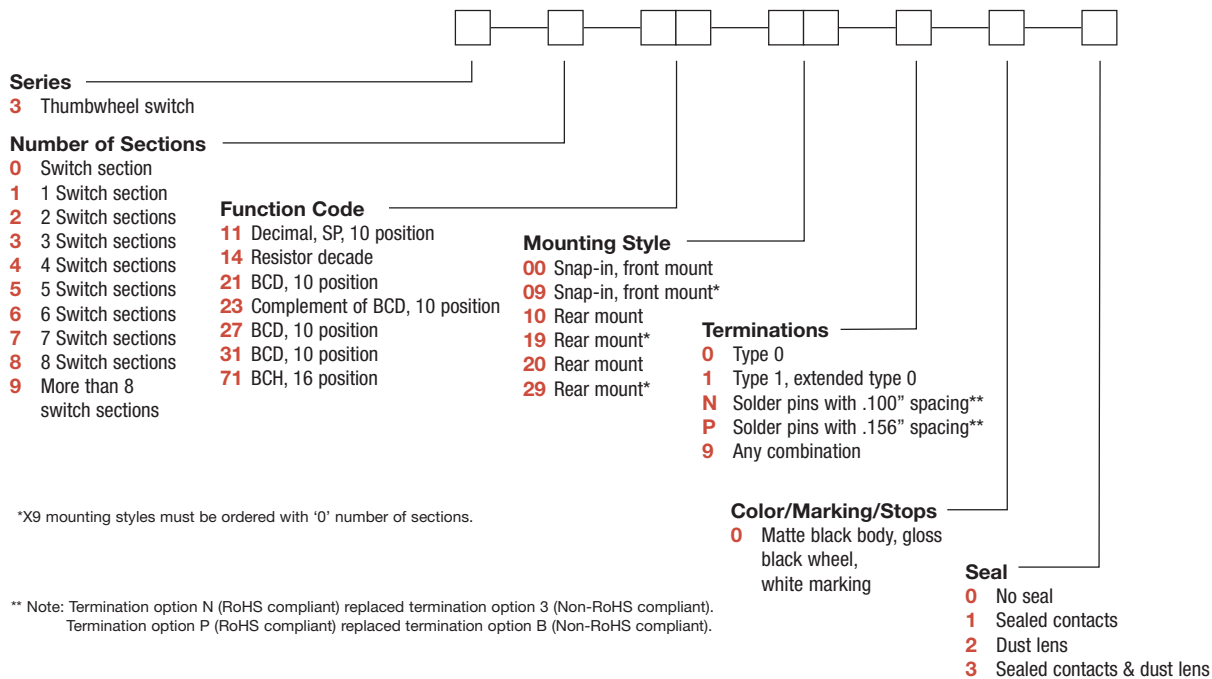 Series
3 Thumbwheel switch
Number of Sections
0 Switch section
1 1 Switch section
2 2 Switch sections
3 3 Switch sections
4 4 Switch sections
5 5 Switch sections
6 6 Switch sections
7 7 Switch sections
8 8 Switch sections
9 More than 8
switch sections
Function Code
11 Decimal, SP, 10 position
14 Resistor decade
21 BCD, 10 position
23 Complement of BCD, 10 position
27 BCD, 10 position
31 BCD, 10 position
71 BCH, 16 position
Mounting Style
00 Snap-in, front mount
09 Snap-in, front mount*
10 Rear mount
19 Rear mount*
20 Rear mount
29 Rear mount*
Terminations
0 Type 0
1 Type 1, extended type 0
N Solder pins with .100” spacing**
P Solder pins with .156” spacing**
9 Any combination
Color/Marking/Stops
0 Matte black body, gloss
black wheel,
white marking
Seal
0 No seal
1 Sealed contacts
2 Dust lens
3 Sealed contacts & dust lens
*X9 mounting styles must be ordered with ‘0’ number of sections.
** Note: Termination option N (RoHS compliant) replaced termination option 3 (Non-RoHS compliant).
Termination option P (RoHS compliant) replaced termination option B (Non-RoHS compliant).